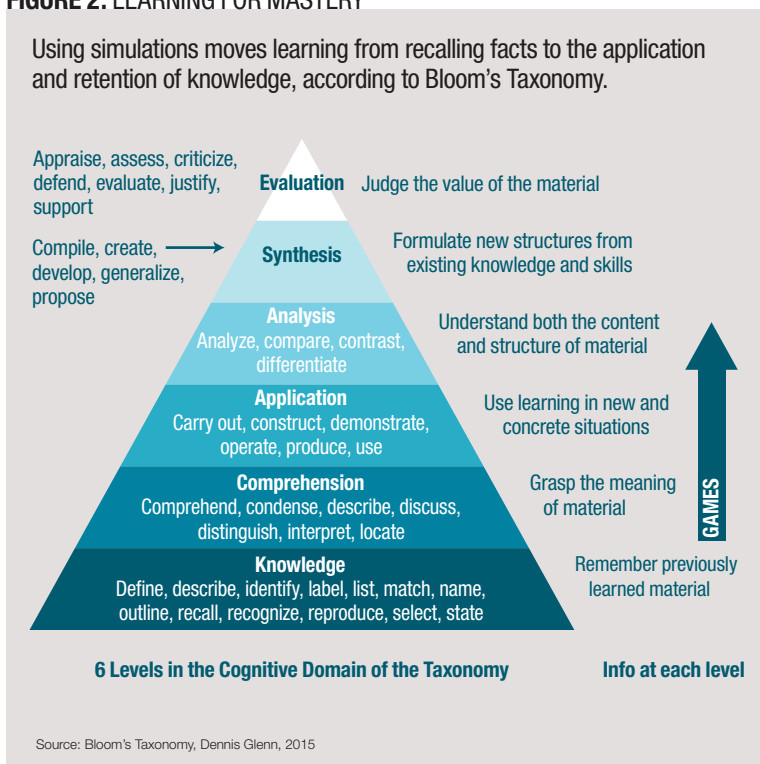 FIGURE 2. LEARNING FOR MASTERY
Using simulations moves learning from recalling facts to the application
and retention of knowledge, according to Bloom’s Taxonomy.
Appraise, assess, criticize,
defend, evaluate, justify,
support
Evaluation
Judge the value of the material
Compile, create,
develop, generalize,
propose
Synthesis
Formulate new structures from
existing knowledge and skills
Analysis
Analyze, compare, contrast,
differentiate
Understand both the content
and structure of material
Application
Carry out, construct, demonstrate,
operate, produce, use
Use learning in new and
concrete situations
Comprehension
Comprehend, condense, describe, discuss,
distinguish, interpret, locate
Grasp the meaning
of material
GAMES
Knowledge
Define, describe, identify, label, list, match, name,
outline, recall, recognize, reproduce, select, state
Remember previously
learned material
6 Levels in the Cognitive Domain of the Taxonomy
Info at each level
Source: Bloom’s Taxonomy, Dennis Glenn, 2015